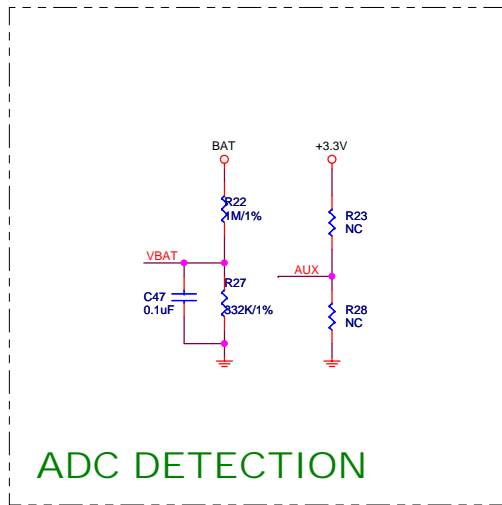 BAT
+3.3V
R22
1M/1%
R23
NC
VBAT
AUX
R27
332K/1%
C47
0.1uF
R28
NC
ADC DETECTION